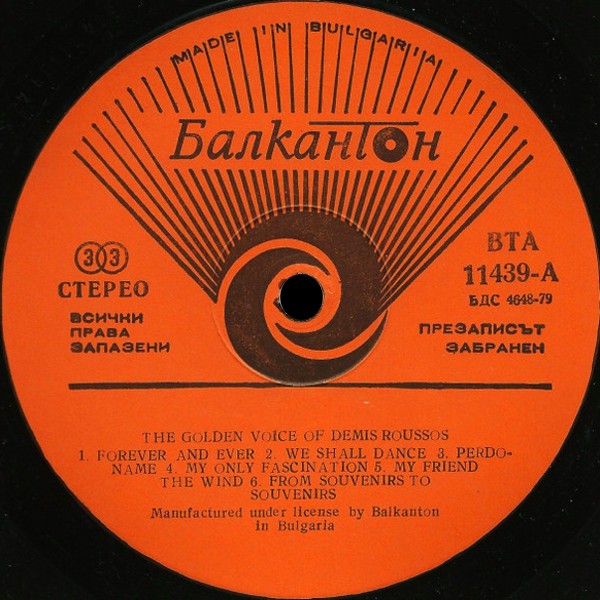 MADE IN BULGARIA
Балкантон
33
СТЕРЕО
ВСИЧКИ
ПРАВА
ЗАПАЗЕНИ
ВТА
11439-А
БДС 4648-79
ПРЕЗАПИСЪТ
ЗАБРАНЕН
THE GOLDEN VOICE OF DEMIS ROUSSOS
1. FOREVER AND EVER 2. WE SHALL DANCE 3. PERDO-
NAME 4. MY ONLY FASCINATION 5. MY FRIEND
THE WIND 6. FROM SOUVENIRS TO
SOUVENIRS
Manufactured under license by Balkanton
in Bulgaria